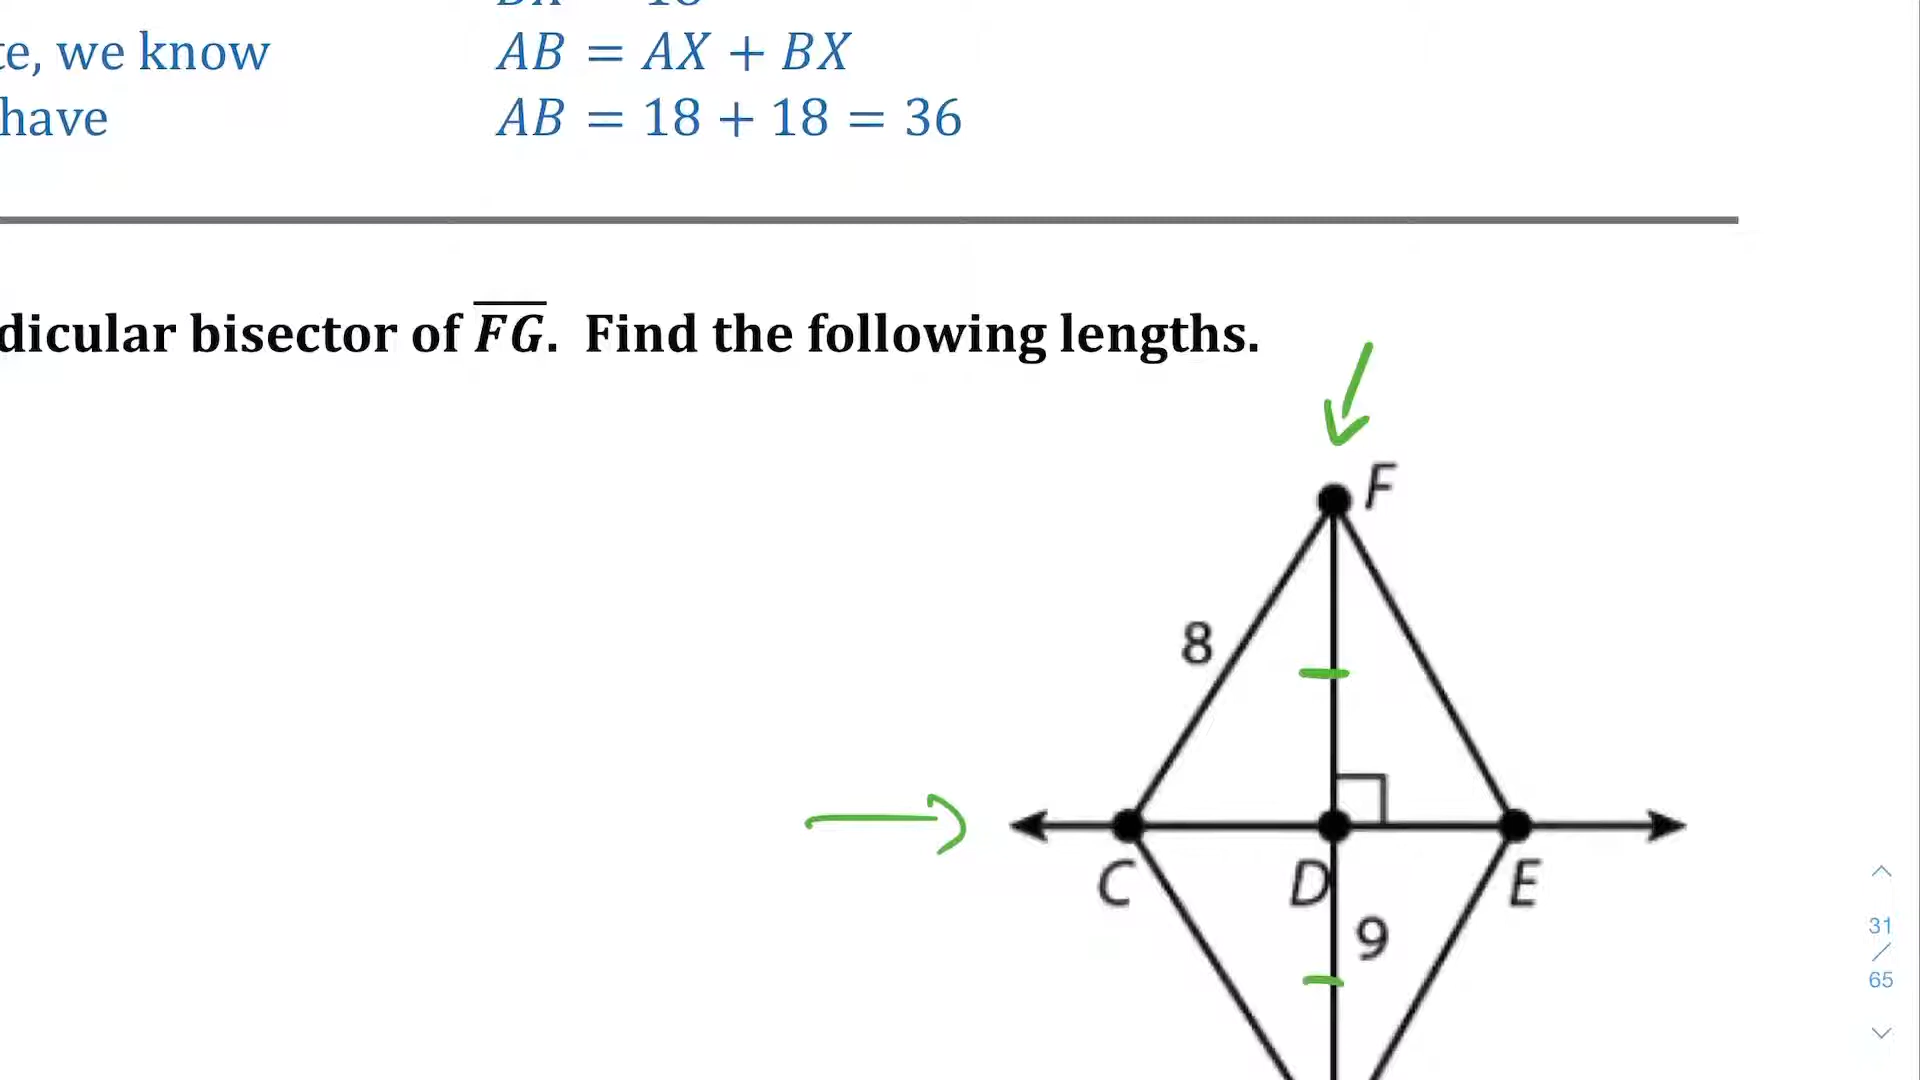 te, we know AB = AX + BX
have AB = 18 + 18 = 36
dicular bisector of FG. Find the following lengths.
F
8
C D E
9
31
/
65